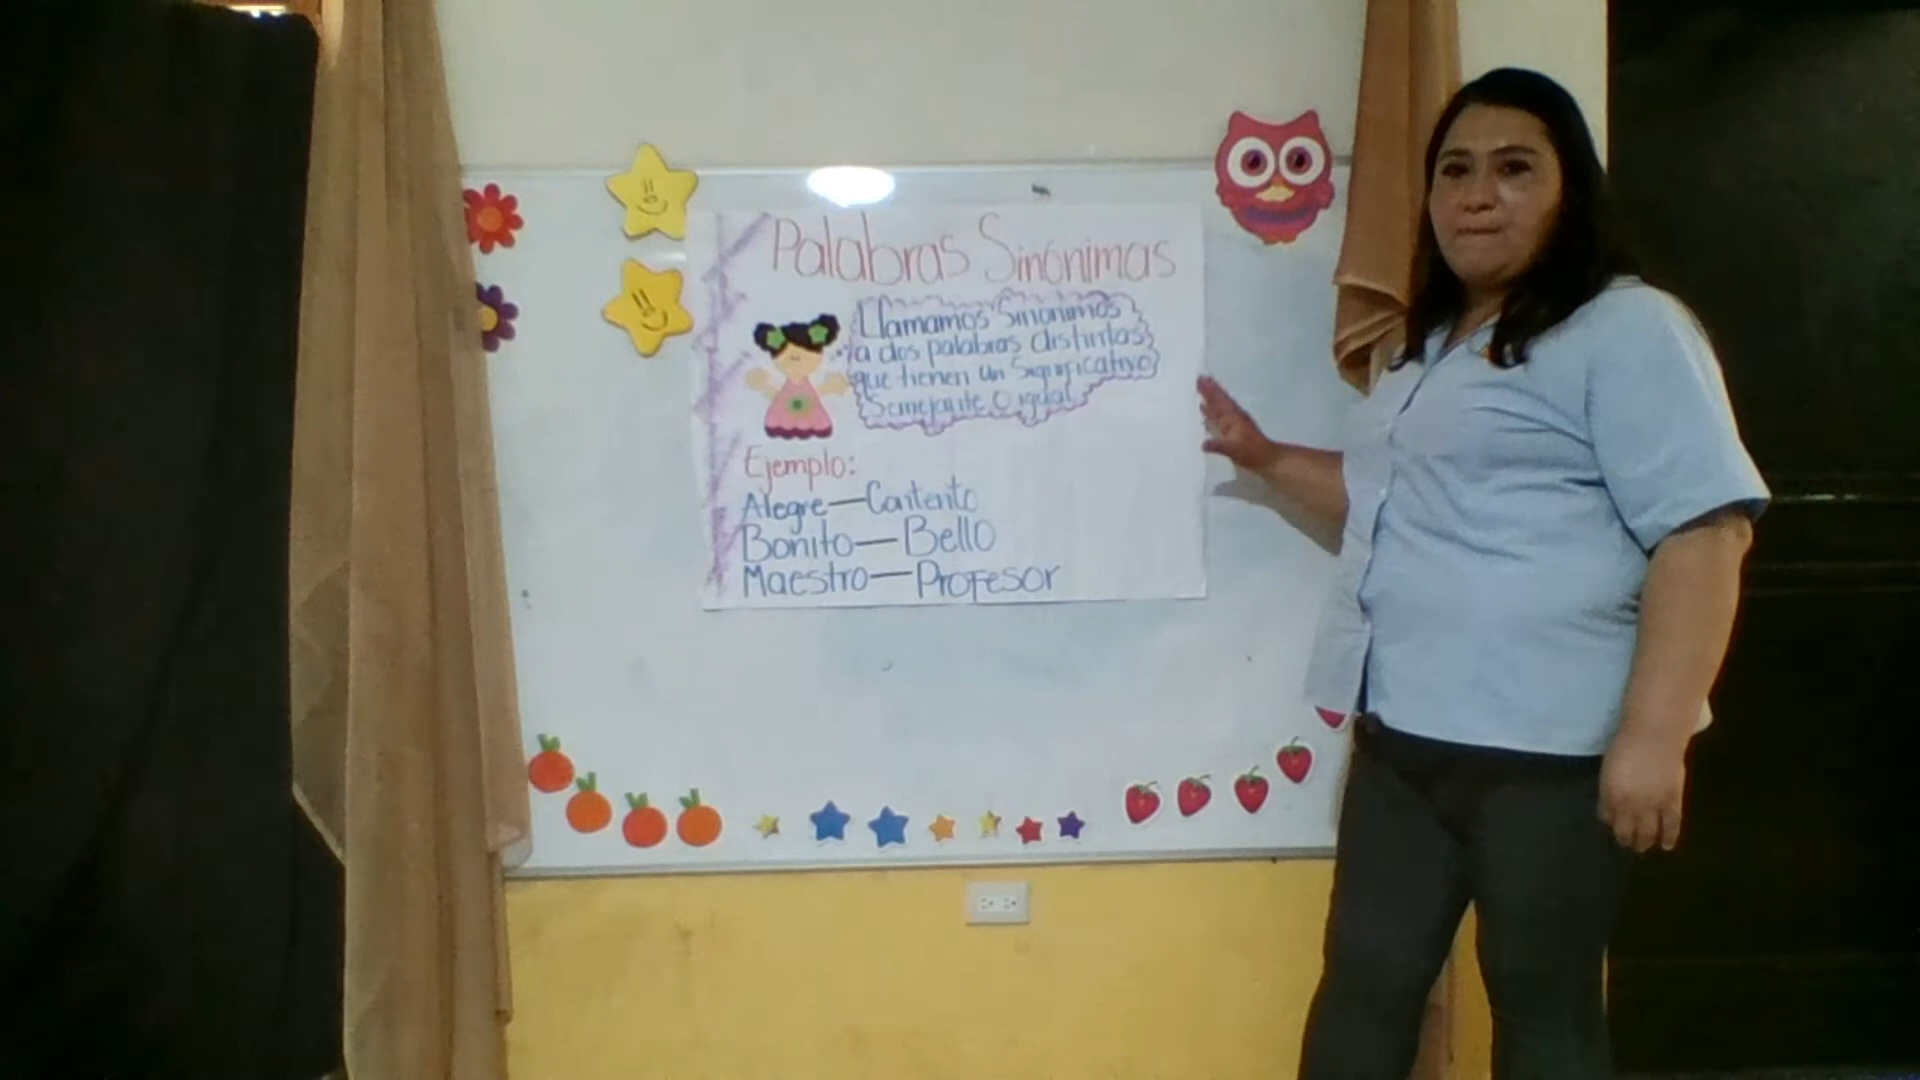 Palabras Sinónimas
Llamamos Sinonimos
a dos palabras distintas
que tienen un significativo
Semejante o igual
Ejemplo:
Alegre—Contento
Bonito—Bello
Maestro—Profesor